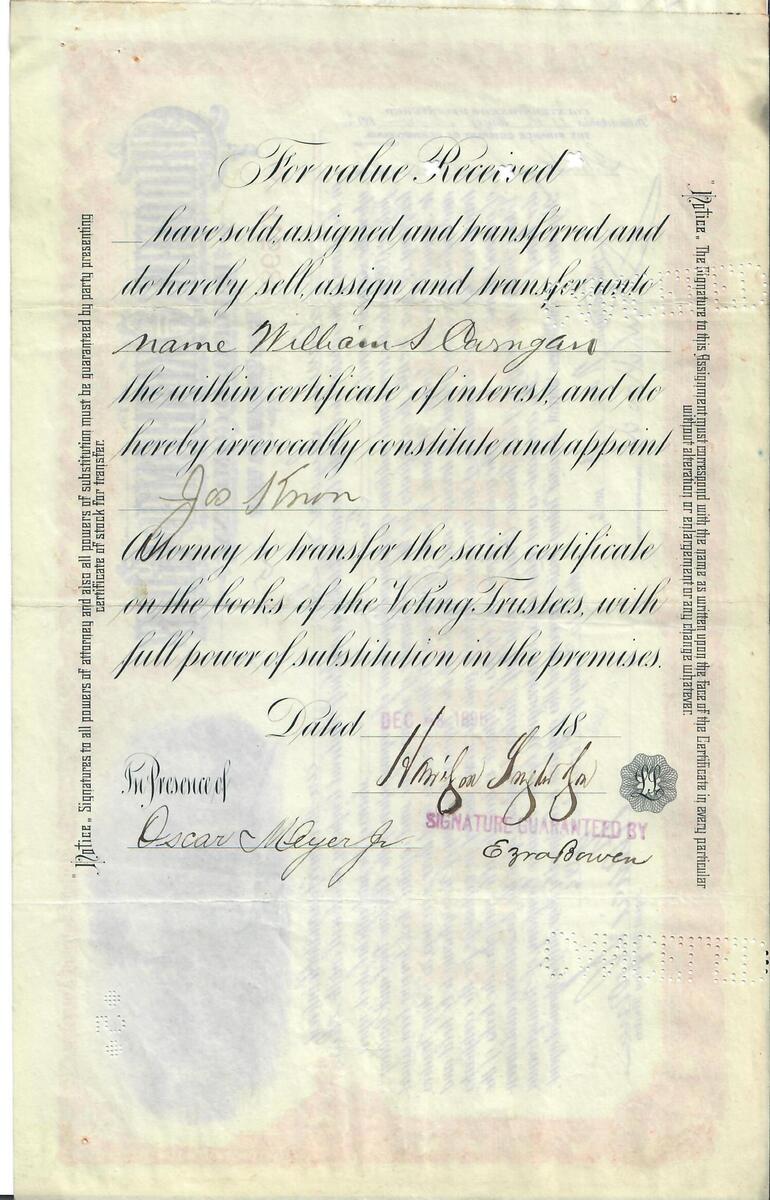 For value Received
have sold, assigned and transferred and
do hereby sell, assign and transfer unto
name William S
the within certificate of interest, and do
hereby irrevocably constitute and appoint
Jos
Attorney to transfer the said certificate
on the books of the Voting Trustees, with
full power of substitution in the premises.
Dated DEC 18
In Presence of
Oscar Meyer Jr
SIGNATURE GUARANTEED BY
Ezra Bowen
CANCELLED
"Notice. Signatures to all powers of attorney and also all powers of substitution must be guaranteed by party presenting
certificate of stock for transfer.
"Notice. The Signature to this Assignment must correspond with the name as written upon the face of the Certificate in every particular
without alteration or enlargement or any change whatever.